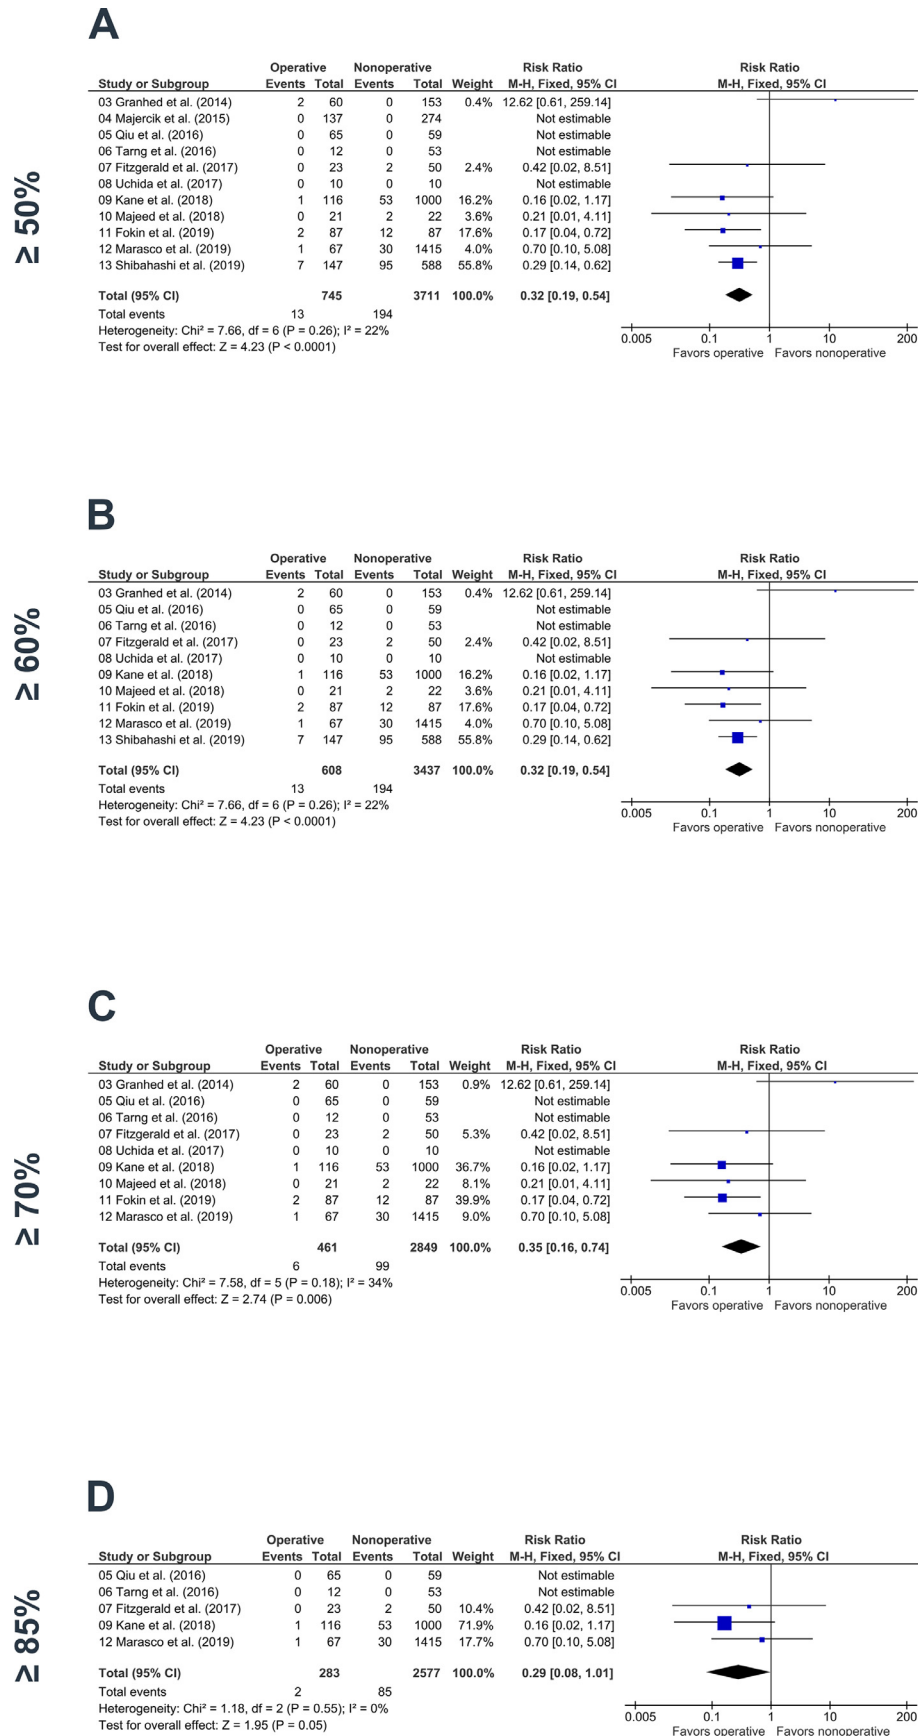 A
≥ 50%
Operative Nonoperative Risk Ratio Risk Ratio
Study or Subgroup Events Total Events Total Weight M-H, Fixed, 95% CI M-H, Fixed, 95% CI
03 Granhed et al. (2014) 2 60 0 153 0.4% 12.62 [0.61, 259.14]
04 Majercik et al. (2015) 0 137 0 274 Not estimable
05 Qiu et al. (2016) 0 65 0 59 Not estimable
06 Tarng et al. (2016) 0 12 0 53 Not estimable
07 Fitzgerald et al. (2017) 0 23 2 50 2.4% 0.42 [0.02, 8.51]
08 Uchida et al. (2017) 0 10 0 10 Not estimable
09 Kane et al. (2018) 1 116 53 1000 16.2% 0.16 [0.02, 1.17]
10 Majeed et al. (2018) 0 21 2 22 3.6% 0.21 [0.01, 4.11]
11 Fokin et al. (2019) 2 87 12 87 17.6% 0.17 [0.04, 0.72]
12 Marasco et al. (2019) 1 67 30 1415 4.0% 0.70 [0.10, 5.08]
13 Shibahashi et al. (2019) 7 147 95 588 55.8% 0.29 [0.14, 0.62]
Total (95% CI) 745 3711 100.0% 0.32 [0.19, 0.54]
Total events 13 194
Heterogeneity: Chi² = 7.66, df = 6 (P = 0.26); I² = 22%
Test for overall effect: Z = 4.23 (P < 0.0001)
0.005 0.1 1 10 200
Favors operative Favors nonoperative
B
≥ 60%
Operative Nonoperative Risk Ratio Risk Ratio
Study or Subgroup Events Total Events Total Weight M-H, Fixed, 95% CI M-H, Fixed, 95% CI
03 Granhed et al. (2014) 2 60 0 153 0.4% 12.62 [0.61, 259.14]
05 Qiu et al. (2016) 0 65 0 59 Not estimable
06 Tarng et al. (2016) 0 12 0 53 Not estimable
07 Fitzgerald et al. (2017) 0 23 2 50 2.4% 0.42 [0.02, 8.51]
08 Uchida et al. (2017) 0 10 0 10 Not estimable
09 Kane et al. (2018) 1 116 53 1000 16.2% 0.16 [0.02, 1.17]
10 Majeed et al. (2018) 0 21 2 22 3.6% 0.21 [0.01, 4.11]
11 Fokin et al. (2019) 2 87 12 87 17.6% 0.17 [0.04, 0.72]
12 Marasco et al. (2019) 1 67 30 1415 4.0% 0.70 [0.10, 5.08]
13 Shibahashi et al. (2019) 7 147 95 588 55.8% 0.29 [0.14, 0.62]
Total (95% CI) 608 3437 100.0% 0.32 [0.19, 0.54]
Total events 13 194
Heterogeneity: Chi² = 7.66, df = 6 (P = 0.26); I² = 22%
Test for overall effect: Z = 4.23 (P < 0.0001)
0.005 0.1 1 10 200
Favors operative Favors nonoperative
C
≥ 70%
Operative Nonoperative Risk Ratio Risk Ratio
Study or Subgroup Events Total Events Total Weight M-H, Fixed, 95% CI M-H, Fixed, 95% CI
03 Granhed et al. (2014) 2 60 0 153 0.9% 12.62 [0.61, 259.14]
05 Qiu et al. (2016) 0 65 0 59 Not estimable
06 Tarng et al. (2016) 0 12 0 53 Not estimable
07 Fitzgerald et al. (2017) 0 23 2 50 5.3% 0.42 [0.02, 8.51]
08 Uchida et al. (2017) 0 10 0 10 Not estimable
09 Kane et al. (2018) 1 116 53 1000 36.7% 0.16 [0.02, 1.17]
10 Majeed et al. (2018) 0 21 2 22 8.1% 0.21 [0.01, 4.11]
11 Fokin et al. (2019) 2 87 12 87 39.9% 0.17 [0.04, 0.72]
12 Marasco et al. (2019) 1 67 30 1415 9.0% 0.70 [0.10, 5.08]
Total (95% CI) 461 2849 100.0% 0.35 [0.16, 0.74]
Total events 6 99
Heterogeneity: Chi² = 7.58, df = 5 (P = 0.18); I² = 34%
Test for overall effect: Z = 2.74 (P = 0.006)
0.005 0.1 1 10 200
Favors operative Favors nonoperative
D
≥ 85%
Operative Nonoperative Risk Ratio Risk Ratio
Study or Subgroup Events Total Events Total Weight M-H, Fixed, 95% CI M-H, Fixed, 95% CI
05 Qiu et al. (2016) 0 65 0 59 Not estimable
06 Tarng et al. (2016) 0 12 0 53 Not estimable
07 Fitzgerald et al. (2017) 0 23 2 50 10.4% 0.42 [0.02, 8.51]
09 Kane et al. (2018) 1 116 53 1000 71.9% 0.16 [0.02, 1.17]
12 Marasco et al. (2019) 1 67 30 1415 17.7% 0.70 [0.10, 5.08]
Total (95% CI) 283 2577 100.0% 0.29 [0.08, 1.01]
Total events 2 85
Heterogeneity: Chi² = 1.18, df = 2 (P = 0.55); I² = 0%
Test for overall effect: Z = 1.95 (P = 0.05)
0.005 0.1 1 10 200
Favors operative Favors nonoperative